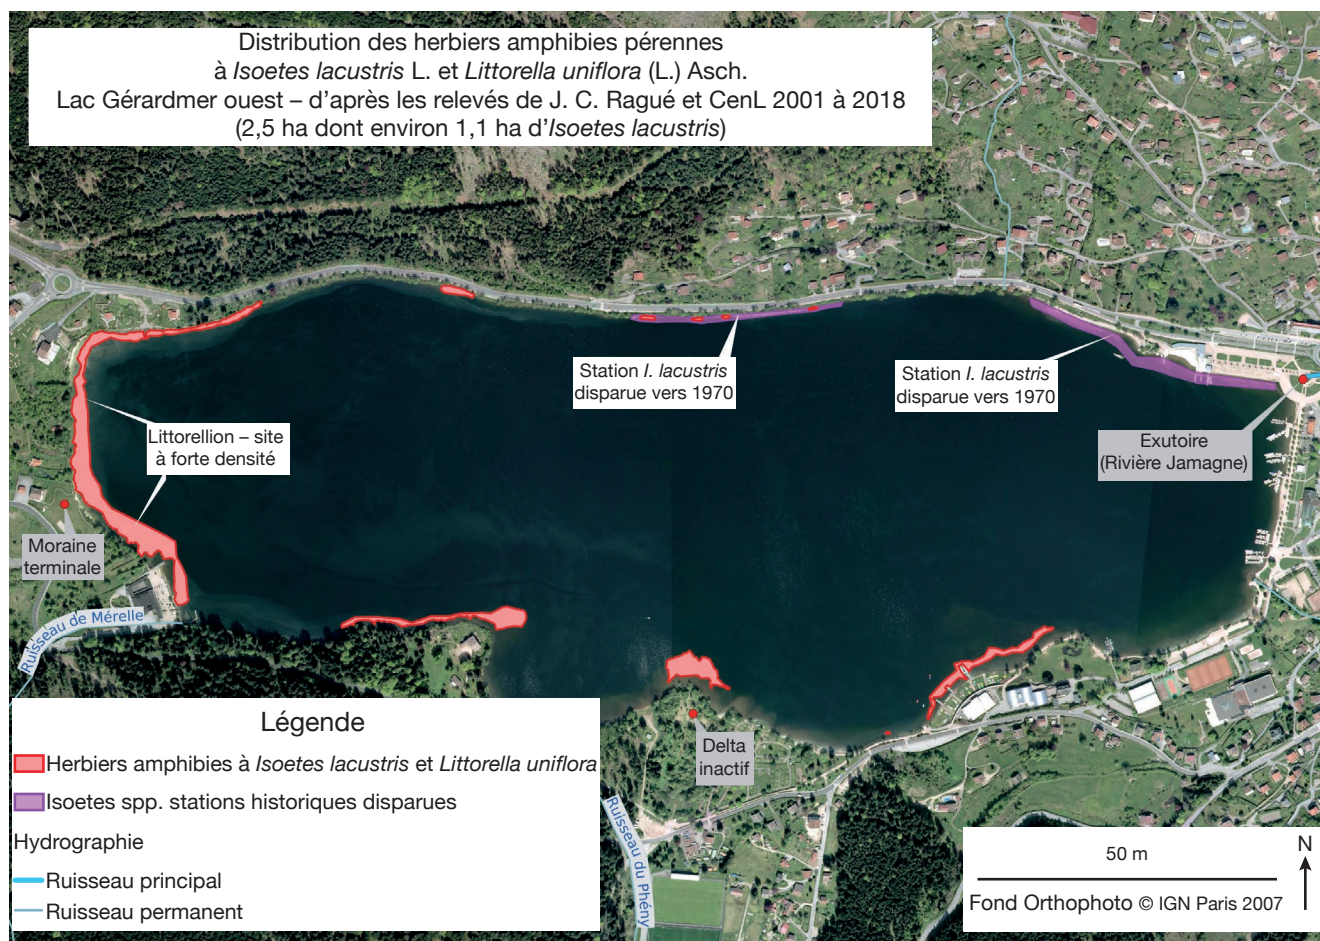 Distribution des herbiers amphibies pérennes
à Isoetes lacustris L. et Littorella uniflora (L.) Asch.
Lac Gérardmer ouest – d'après les relevés de J. C. Ragué et CenL 2001 à 2018
(2,5 ha dont environ 1,1 ha d'Isoetes lacustris)
Station I. lacustris
disparue vers 1970
Station I. lacustris
disparue vers 1970
Littorellion – site
à forte densité
Exutoire
(Rivière Jamagne)
Moraine
terminale
Ruisseau de Mérelle
Delta
inactif
Ruisseau du Phény
Légende
Herbiers amphibies à Isoetes lacustris et Littorella uniflora
Isoetes spp. stations historiques disparues
Hydrographie
Ruisseau principal
Ruisseau permanent
50 m
N
Fond Orthophoto © IGN Paris 2007